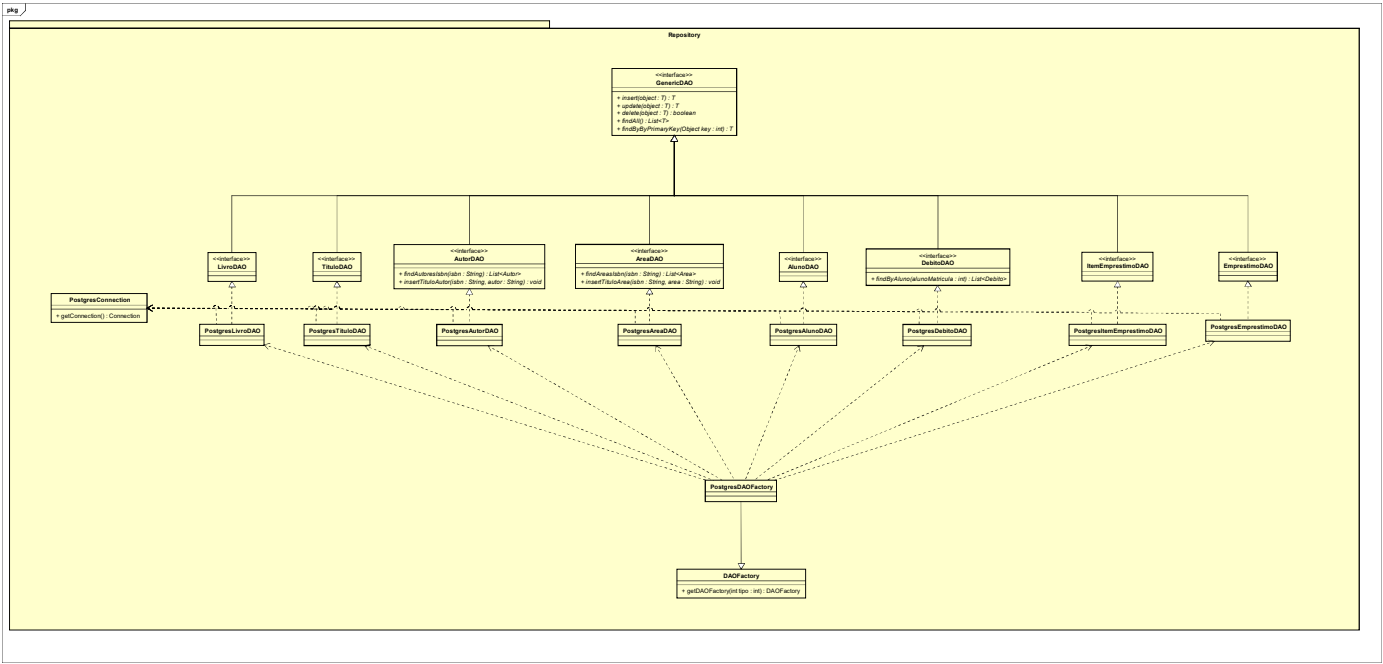 pkg
Repository
<<interface>>
GenericDAO
+ insert(object : T) : T
+ update(object : T) : T
+ delete(object : T) : boolean
+ findAll() : List<T>
+ findByByPrimaryKey(Object key : int) : T
<<interface>>
LivroDAO
<<interface>>
TituloDAO
<<interface>>
AutorDAO
+ findAutoresIsbn(isbn : String) : List<Autor>
+ insertTituloAutor(isbn : String, autor : String) : void
<<interface>>
AreaDAO
+ findAreasIsbn(isbn : String) : List<Area>
+ insertTituloArea(isbn : String, area : String) : void
<<interface>>
AlunoDAO
<<interface>>
DebitoDAO
+ findByAluno(alunoMatricula : int) : List<Debito>
<<interface>>
ItemEmprestimoDAO
<<interface>>
EmprestimoDAO
PostgresConnection
+ getConnection() : Connection
PostgresLivroDAO
PostgresTituloDAO
PostgresAutorDAO
PostgresAreaDAO
PostgresAlunoDAO
PostgresDebitoDAO
PostgresItemEmprestimoDAO
PostgresEmprestimoDAO
PostgresDAOFactory
DAOFactory
+ getDAOFactory(int tipo : int) : DAOFactory